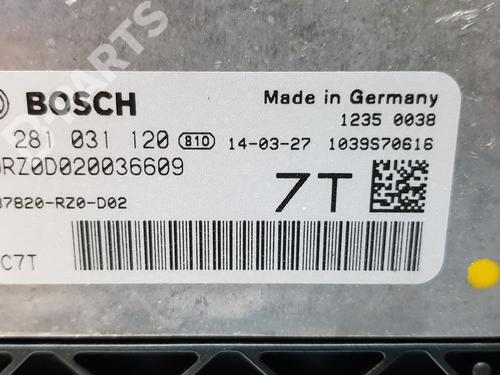 BOSCH
Made in Germany
1235 0038
281 031 120 810 14-03-27 1039S70616
RZ0D020036609
7T
37820-RZ0-D02
C7T
PARTS